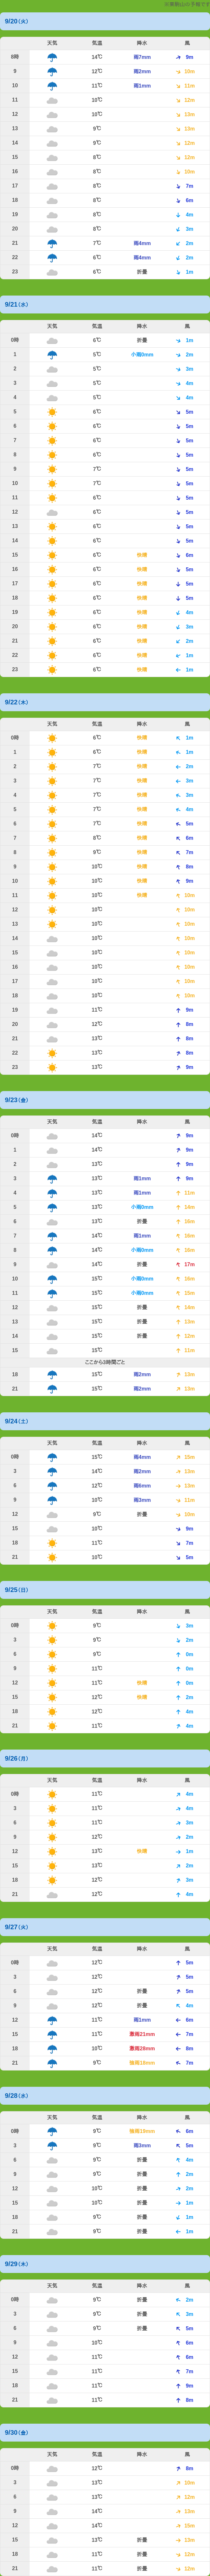 9/20(火)
天気 気温 降水 風
8時 14℃ 雨7mm 9m
9 12℃ 雨2mm 10m
10 11℃ 雨1mm 11m
11 10℃ 12m
12 10℃ 13m
13 9℃ 13m
14 9℃ 12m
15 8℃ 12m
16 8℃ 10m
17 8℃ 7m
18 8℃ 6m
19 8℃ 4m
20 8℃ 3m
21 7℃ 雨4mm 2m
22 6℃ 雨4mm 2m
23 6℃ 折畳 1m
9/21(水)
天気 気温 降水 風
0時 6℃ 折畳 1m
1 5℃ 小雨0mm 2m
2 5℃ 3m
3 5℃ 4m
4 5℃ 4m
5 6℃ 5m
6 6℃ 5m
7 6℃ 5m
8 6℃ 5m
9 7℃ 5m
10 7℃ 5m
11 6℃ 5m
12 6℃ 5m
13 6℃ 5m
14 6℃ 5m
15 6℃ 快晴 6m
16 6℃ 快晴 5m
17 6℃ 快晴 5m
18 6℃ 快晴 5m
19 6℃ 快晴 4m
20 6℃ 快晴 3m
21 6℃ 快晴 2m
22 6℃ 快晴 1m
23 6℃ 快晴 1m
9/22(木)
天気 気温 降水 風
0時 6℃ 快晴 1m
1 6℃ 快晴 1m
2 7℃ 快晴 2m
3 7℃ 快晴 3m
4 7℃ 快晴 3m
5 7℃ 快晴 4m
6 7℃ 快晴 5m
7 8℃ 快晴 6m
8 9℃ 快晴 7m
9 10℃ 快晴 8m
10 10℃ 快晴 9m
11 10℃ 快晴 10m
12 10℃ 10m
13 10℃ 10m
14 10℃ 10m
15 10℃ 10m
16 10℃ 10m
17 10℃ 10m
18 10℃ 10m
19 11℃ 9m
20 12℃ 8m
21 13℃ 8m
22 13℃ 8m
23 13℃ 9m
9/23(金)
天気 気温 降水 風
0時 14℃ 9m
1 14℃ 9m
2 13℃ 9m
3 13℃ 雨1mm 9m
4 13℃ 雨1mm 11m
5 13℃ 小雨0mm 14m
6 13℃ 折畳 16m
7 14℃ 雨1mm 16m
8 14℃ 小雨0mm 16m
9 14℃ 折畳 17m
10 15℃ 小雨0mm 16m
11 15℃ 小雨0mm 15m
12 15℃ 折畳 14m
13 15℃ 折畳 13m
14 15℃ 折畳 12m
15 15℃ 11m
ここから3時間ごと
18 15℃ 雨2mm 13m
21 15℃ 雨2mm 13m
9/24(土)
天気 気温 降水 風
0時 15℃ 雨4mm 15m
3 14℃ 雨2mm 13m
6 12℃ 雨6mm 13m
9 10℃ 雨3mm 11m
12 9℃ 折畳 10m
15 10℃ 9m
18 11℃ 7m
21 10℃ 5m
9/25(日)
天気 気温 降水 風
0時 9℃ 3m
3 9℃ 2m
6 9℃ 0m
9 11℃ 0m
12 11℃ 快晴 0m
15 12℃ 快晴 2m
18 12℃ 4m
21 11℃ 4m
9/26(月)
天気 気温 降水 風
0時 11℃ 4m
3 11℃ 4m
6 11℃ 3m
9 12℃ 2m
12 13℃ 快晴 1m
15 13℃ 2m
18 12℃ 3m
21 12℃ 4m
9/27(火)
天気 気温 降水 風
0時 12℃ 5m
3 12℃ 5m
6 12℃ 折畳 5m
9 12℃ 折畳 4m
12 11℃ 雨1mm 6m
15 11℃ 豪雨21mm 7m
18 10℃ 豪雨28mm 8m
21 9℃ 強雨18mm 7m
9/28(水)
天気 気温 降水 風
0時 9℃ 強雨19mm 6m
3 9℃ 雨3mm 5m
6 9℃ 折畳 4m
9 9℃ 折畳 2m
12 10℃ 折畳 2m
15 10℃ 折畳 1m
18 9℃ 折畳 1m
21 9℃ 折畳 1m
9/29(木)
天気 気温 降水 風
0時 9℃ 折畳 2m
3 9℃ 折畳 3m
6 9℃ 折畳 5m
9 10℃ 6m
12 11℃ 6m
15 11℃ 7m
18 11℃ 9m
21 11℃ 8m
9/30(金)
天気 気温 降水 風
0時 12℃ 8m
3 13℃ 10m
6 13℃ 12m
9 14℃ 13m
12 14℃ 15m
15 13℃ 折畳 13m
18 11℃ 折畳 12m
21 11℃ 折畳 12m